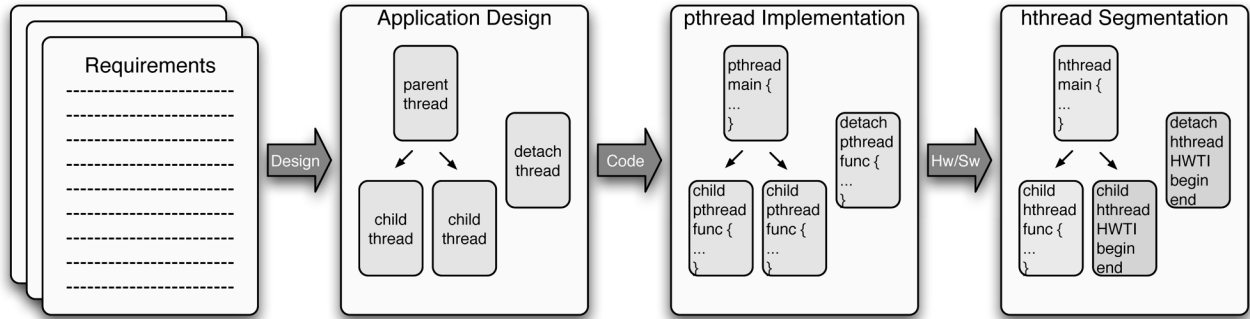 Requirements
Design
Application Design
parent
thread
detach
thread
child
thread
child
thread
Code
pthread Implementation
pthread
main {
...
}
detach
pthread
func {
...
}
child
pthread
func {
...
}
child
pthread
func {
...
}
Hw/Sw
hthread Segmentation
hthread
main {
...
}
detach
hthread
HWTI
begin
end
child
hthread
func {
...
}
child
hthread
HWTI
begin
end